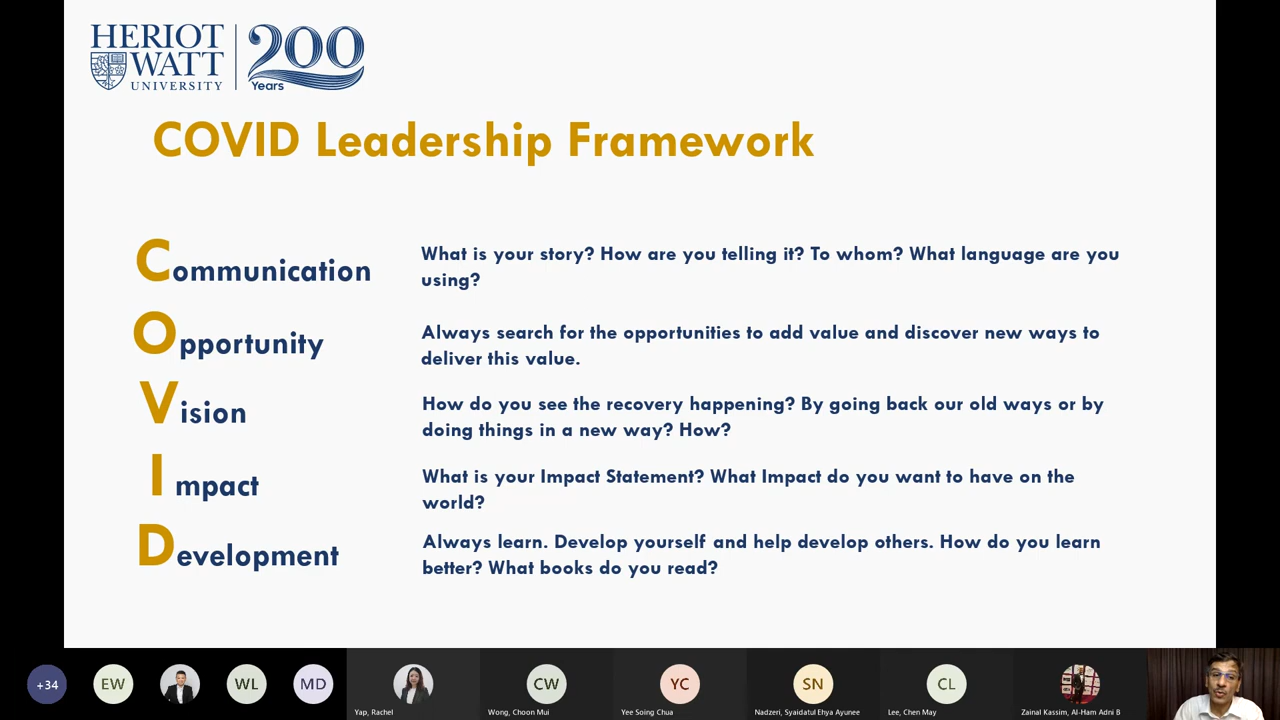 HERIOT
WATT
UNIVERSITY
200
Years
COVID Leadership Framework
Communication
What is your story? How are you telling it? To whom? What language are you
using?
Opportunity
Always search for the opportunities to add value and discover new ways to
deliver this value.
Vision
How do you see the recovery happening? By going back our old ways or by
doing things in a new way? How?
I mpact
What is your Impact Statement? What Impact do you want to have on the
world?
Development
Always learn. Develop yourself and help develop others. How do you learn
better? What books do you read?
+34
EW
WL
MD
Yap, Rachel
CW
Wong, Choon Mui
YC
Yee Soing Chua
SN
Nadzeri, Syaidatul Ehya Ayunee
CL
Lee, Chen May
Zainal Kassim, Al-Ham Adni B